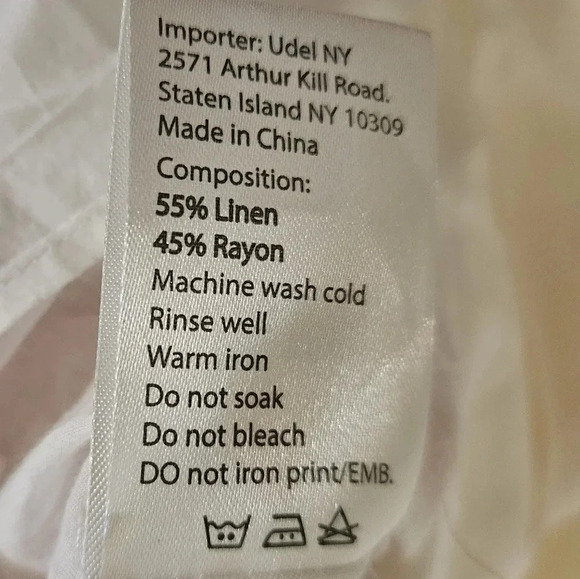 Importer: Udel NY
2571 Arthur Kill Road.
Staten Island NY 10309
Made in China
Composition:
55% Linen
45% Rayon
Machine wash cold
Rinse well
Warm iron
Do not soak
Do not bleach
DO not iron print/EMB.